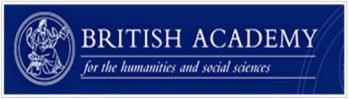 BRITISH ACADEMY
for the humanities and social sciences